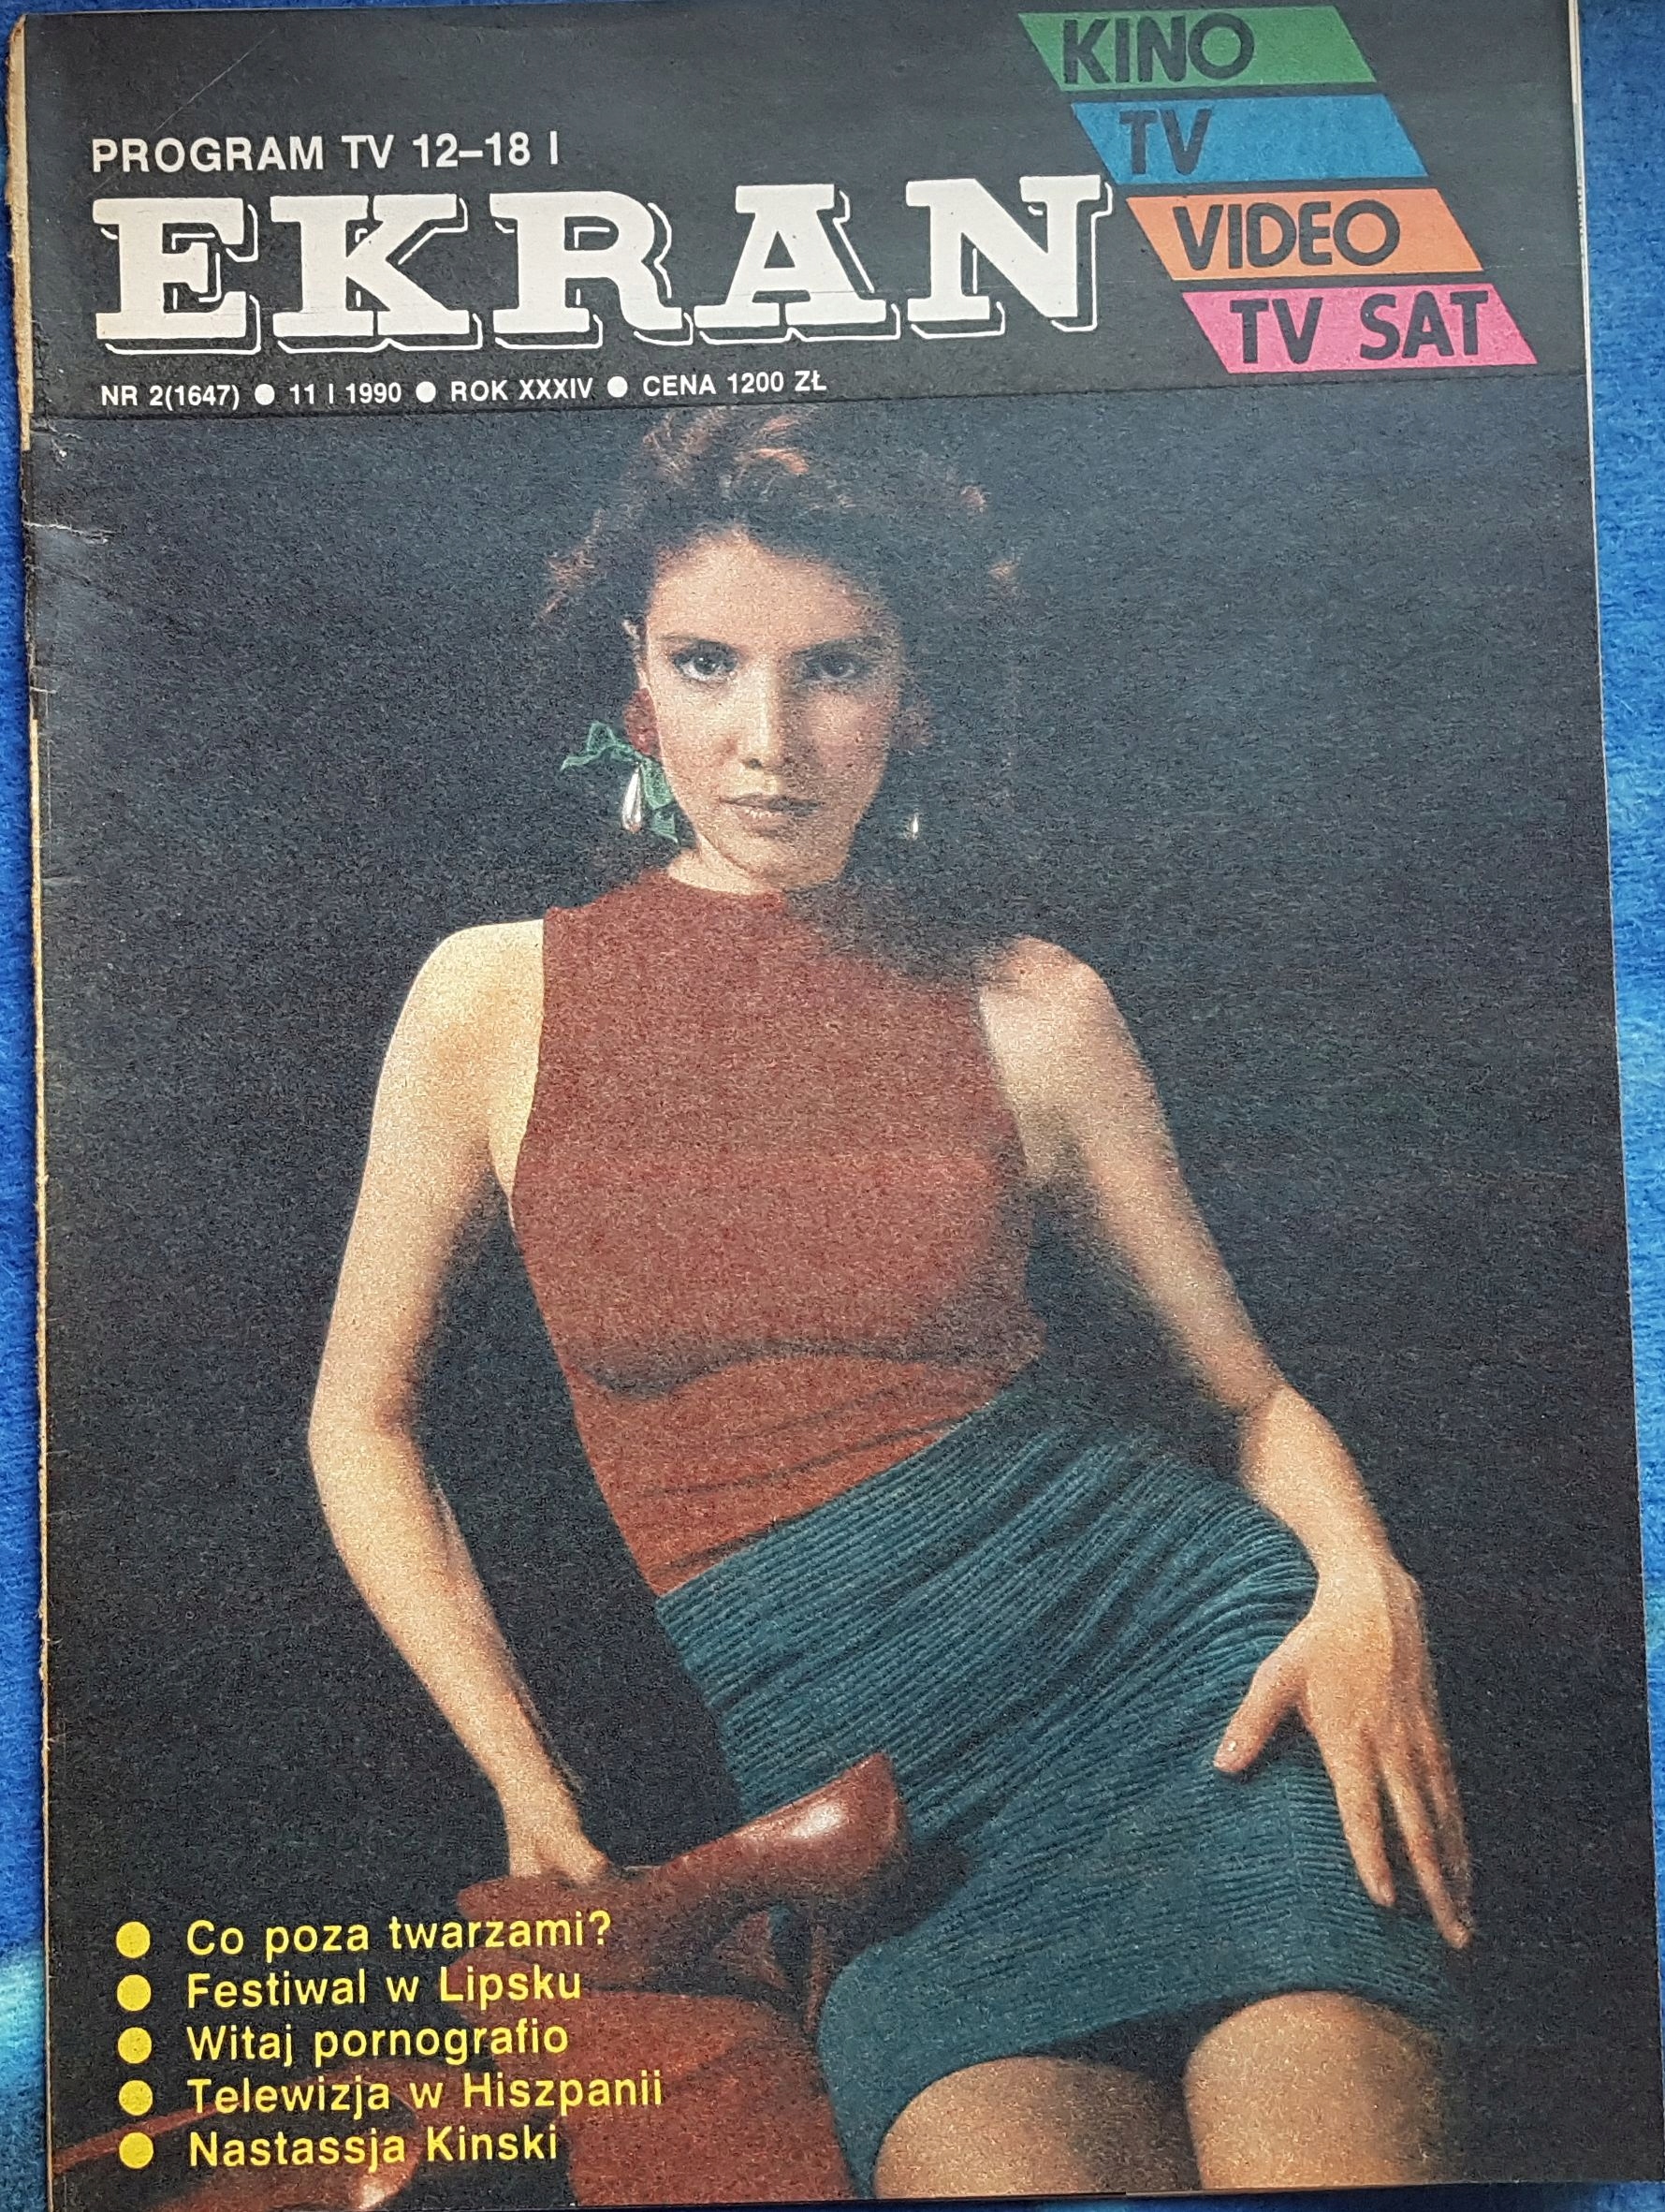 KINO
TV
VIDEO
TV SAT
PROGRAM TV 12–18 I
EKRAN
NR 2(1647) ● 11 I 1990 ● ROK XXXIV ● CENA 1200 ZŁ
● Co poza twarzami?
● Festiwal w Lipsku
● Witaj pornografio
● Telewizja w Hiszpanii
● Nastassja Kinski